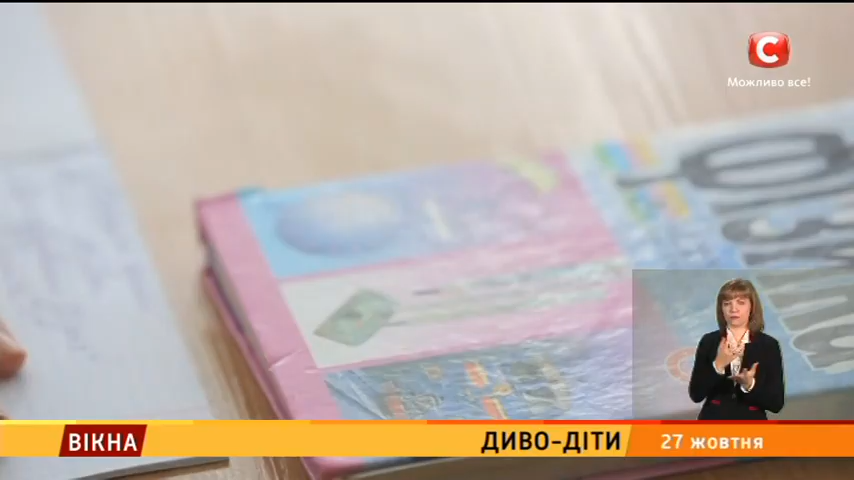 С
Можливо все!
ВІКНА
ДИВО-ДІТИ
27 жовтня